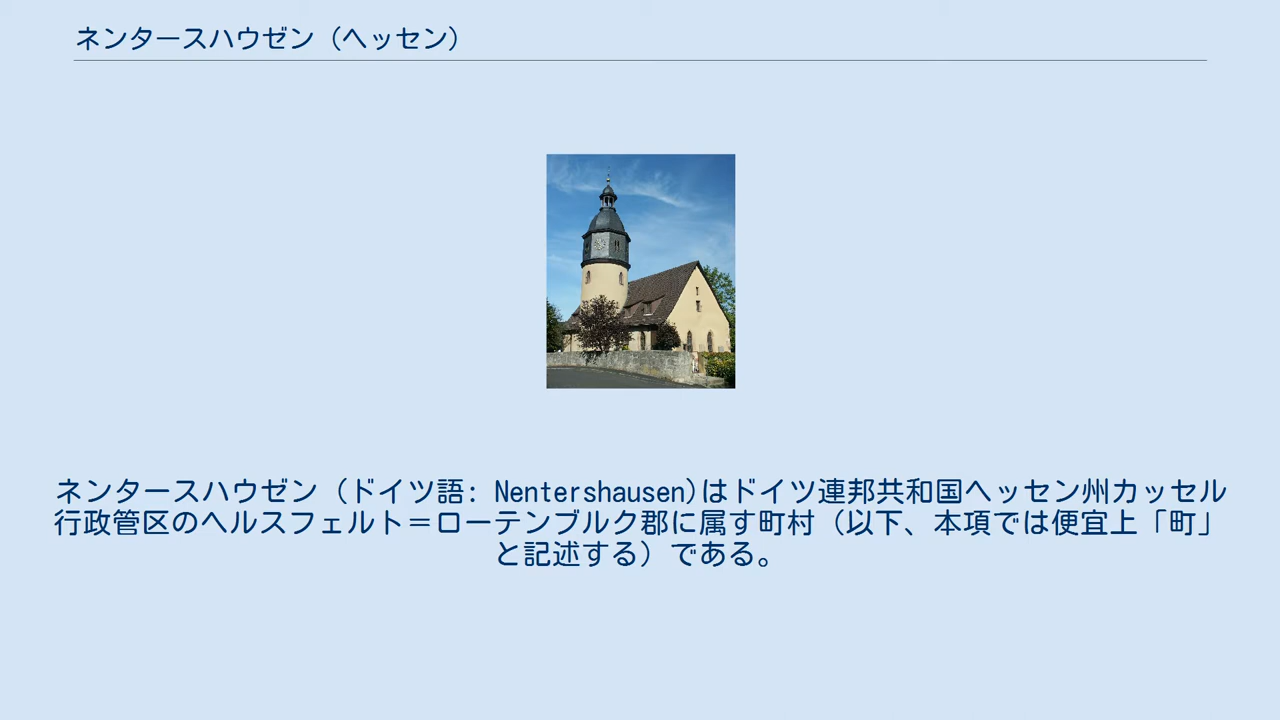 ネンタースハウゼン（ヘッセン）
ネンタースハウゼン（ドイツ語: Nentershausen)はドイツ連邦共和国ヘッセン州カッセル
行政管区のヘルスフェルト＝ローテンブルク郡に属す町村（以下、本項では便宜上「町」
と記述する）である。